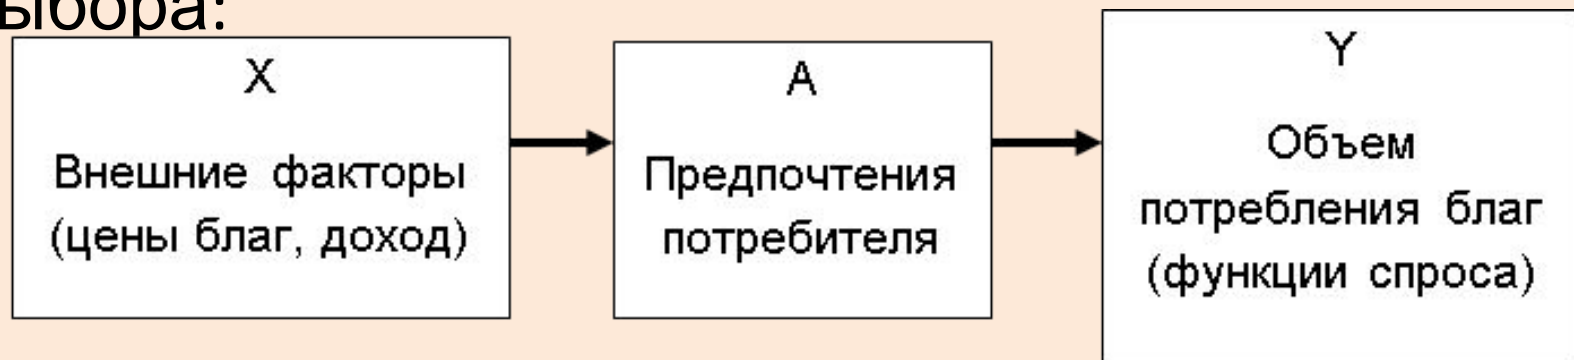 ыбора:
X
Внешние факторы
(цены благ, доход)
A
Предпочтения
потребителя
Y
Объем
потребления благ
(функции спроса)